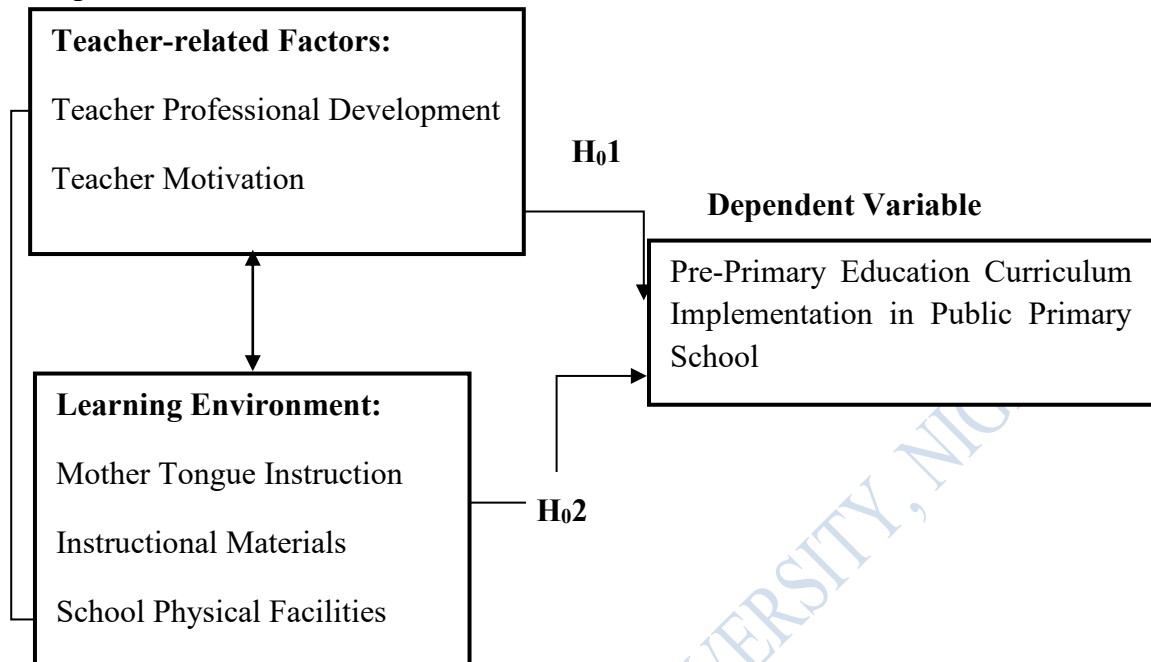 Teacher-related Factors:
Teacher Professional Development
Teacher Motivation
H₀1
Dependent Variable
Pre-Primary Education Curriculum
Implementation in Public Primary
School
Learning Environment:
Mother Tongue Instruction
Instructional Materials
School Physical Facilities
H₀2